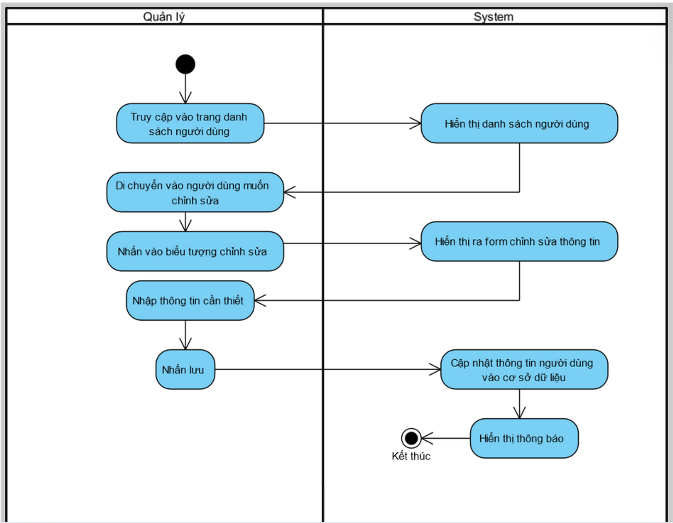 Quản lý
System
Truy cập vào trang danh
sách người dùng
Hiển thị danh sách người dùng
Di chuyển vào người dùng muốn
chỉnh sửa
Nhấn vào biểu tượng chỉnh sửa
Hiển thị ra form chỉnh sửa thông tin
Nhập thông tin cần thiết
Nhấn lưu
Cập nhật thông tin người dùng
vào cơ sở dữ liệu
Hiển thị thông báo
Kết thúc